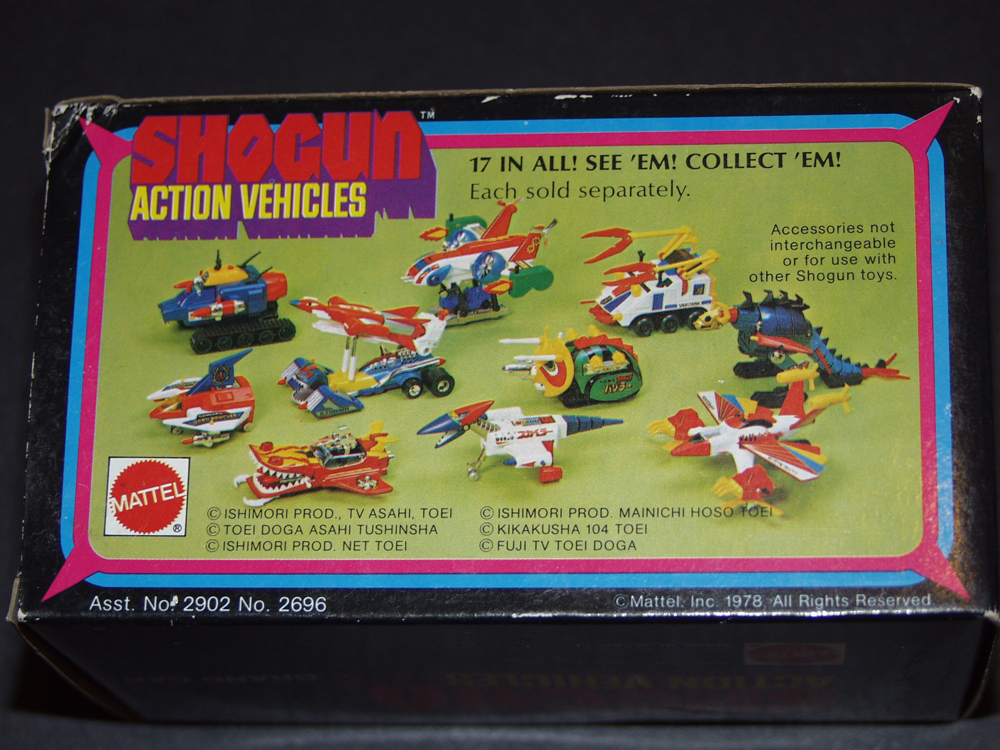 SHOGUN™
ACTION VEHICLES
17 IN ALL! SEE 'EM! COLLECT 'EM!
Each sold separately.
Accessories not
interchangeable
or for use with
other Shogun toys.
MATTEL®
© ISHIMORI PROD., TV ASAHI, TOEI
© TOEI DOGA ASAHI TUSHINSHA
© ISHIMORI PROD. NET TOEI
© ISHIMORI PROD. MAINICHI HOSO TOEI
© KIKAKUSHA 104 TOEI
© FUJI TV TOEI DOGA
Asst. No. 2902 No. 2696
© Mattel, Inc. 1978, All Rights Reserved